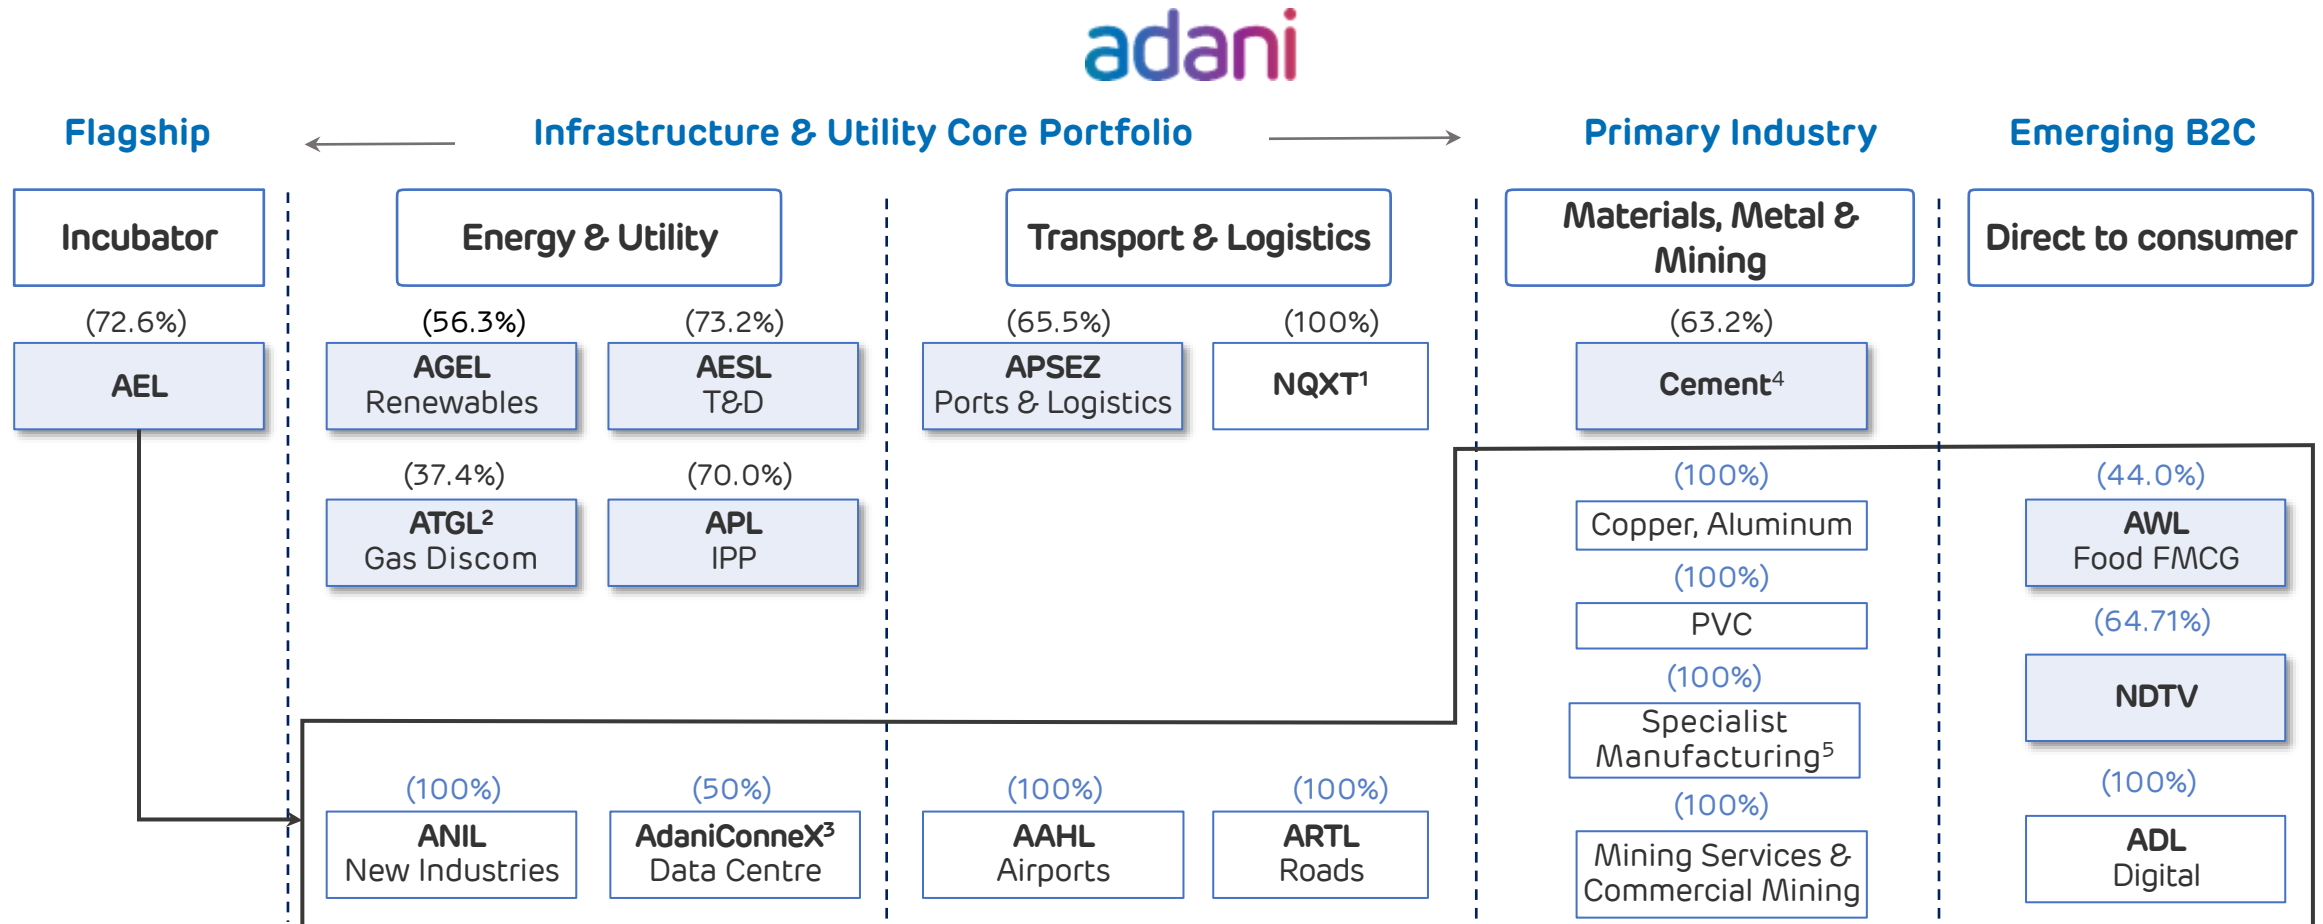 adani
Flagship
Infrastructure & Utility Core Portfolio
Primary Industry
Emerging B2C
Incubator
Energy & Utility
Transport & Logistics
Materials, Metal &
Mining
Direct to consumer
(72.6%)
AEL
(56.3%)
AGEL
Renewables
(73.2%)
AESL
T&D
(65.5%)
APSEZ
Ports & Logistics
(100%)
NQXT¹
(63.2%)
Cement⁴
(37.4%)
ATGL²
Gas Discom
(70.0%)
APL
IPP
(100%)
Copper, Aluminum
(100%)
PVC
(100%)
Specialist
Manufacturing⁵
(100%)
Mining Services &
Commercial Mining
(44.0%)
AWL
Food FMCG
(64.71%)
NDTV
(100%)
ADL
Digital
(100%)
ANIL
New Industries
(50%)
AdaniConneX³
Data Centre
(100%)
AAHL
Airports
(100%)
ARTL
Roads